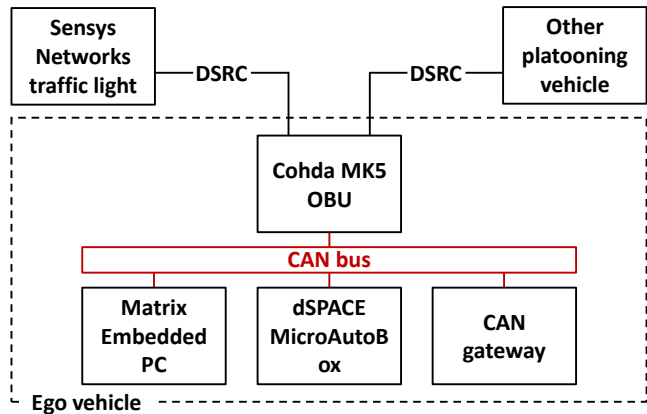 Sensys
Networks
traffic light
DSRC
DSRC
Other
platooning
vehicle
Cohda MK5
OBU
CAN bus
Matrix
Embedded
PC
dSPACE
MicroAutoB
ox
CAN
gateway
Ego vehicle